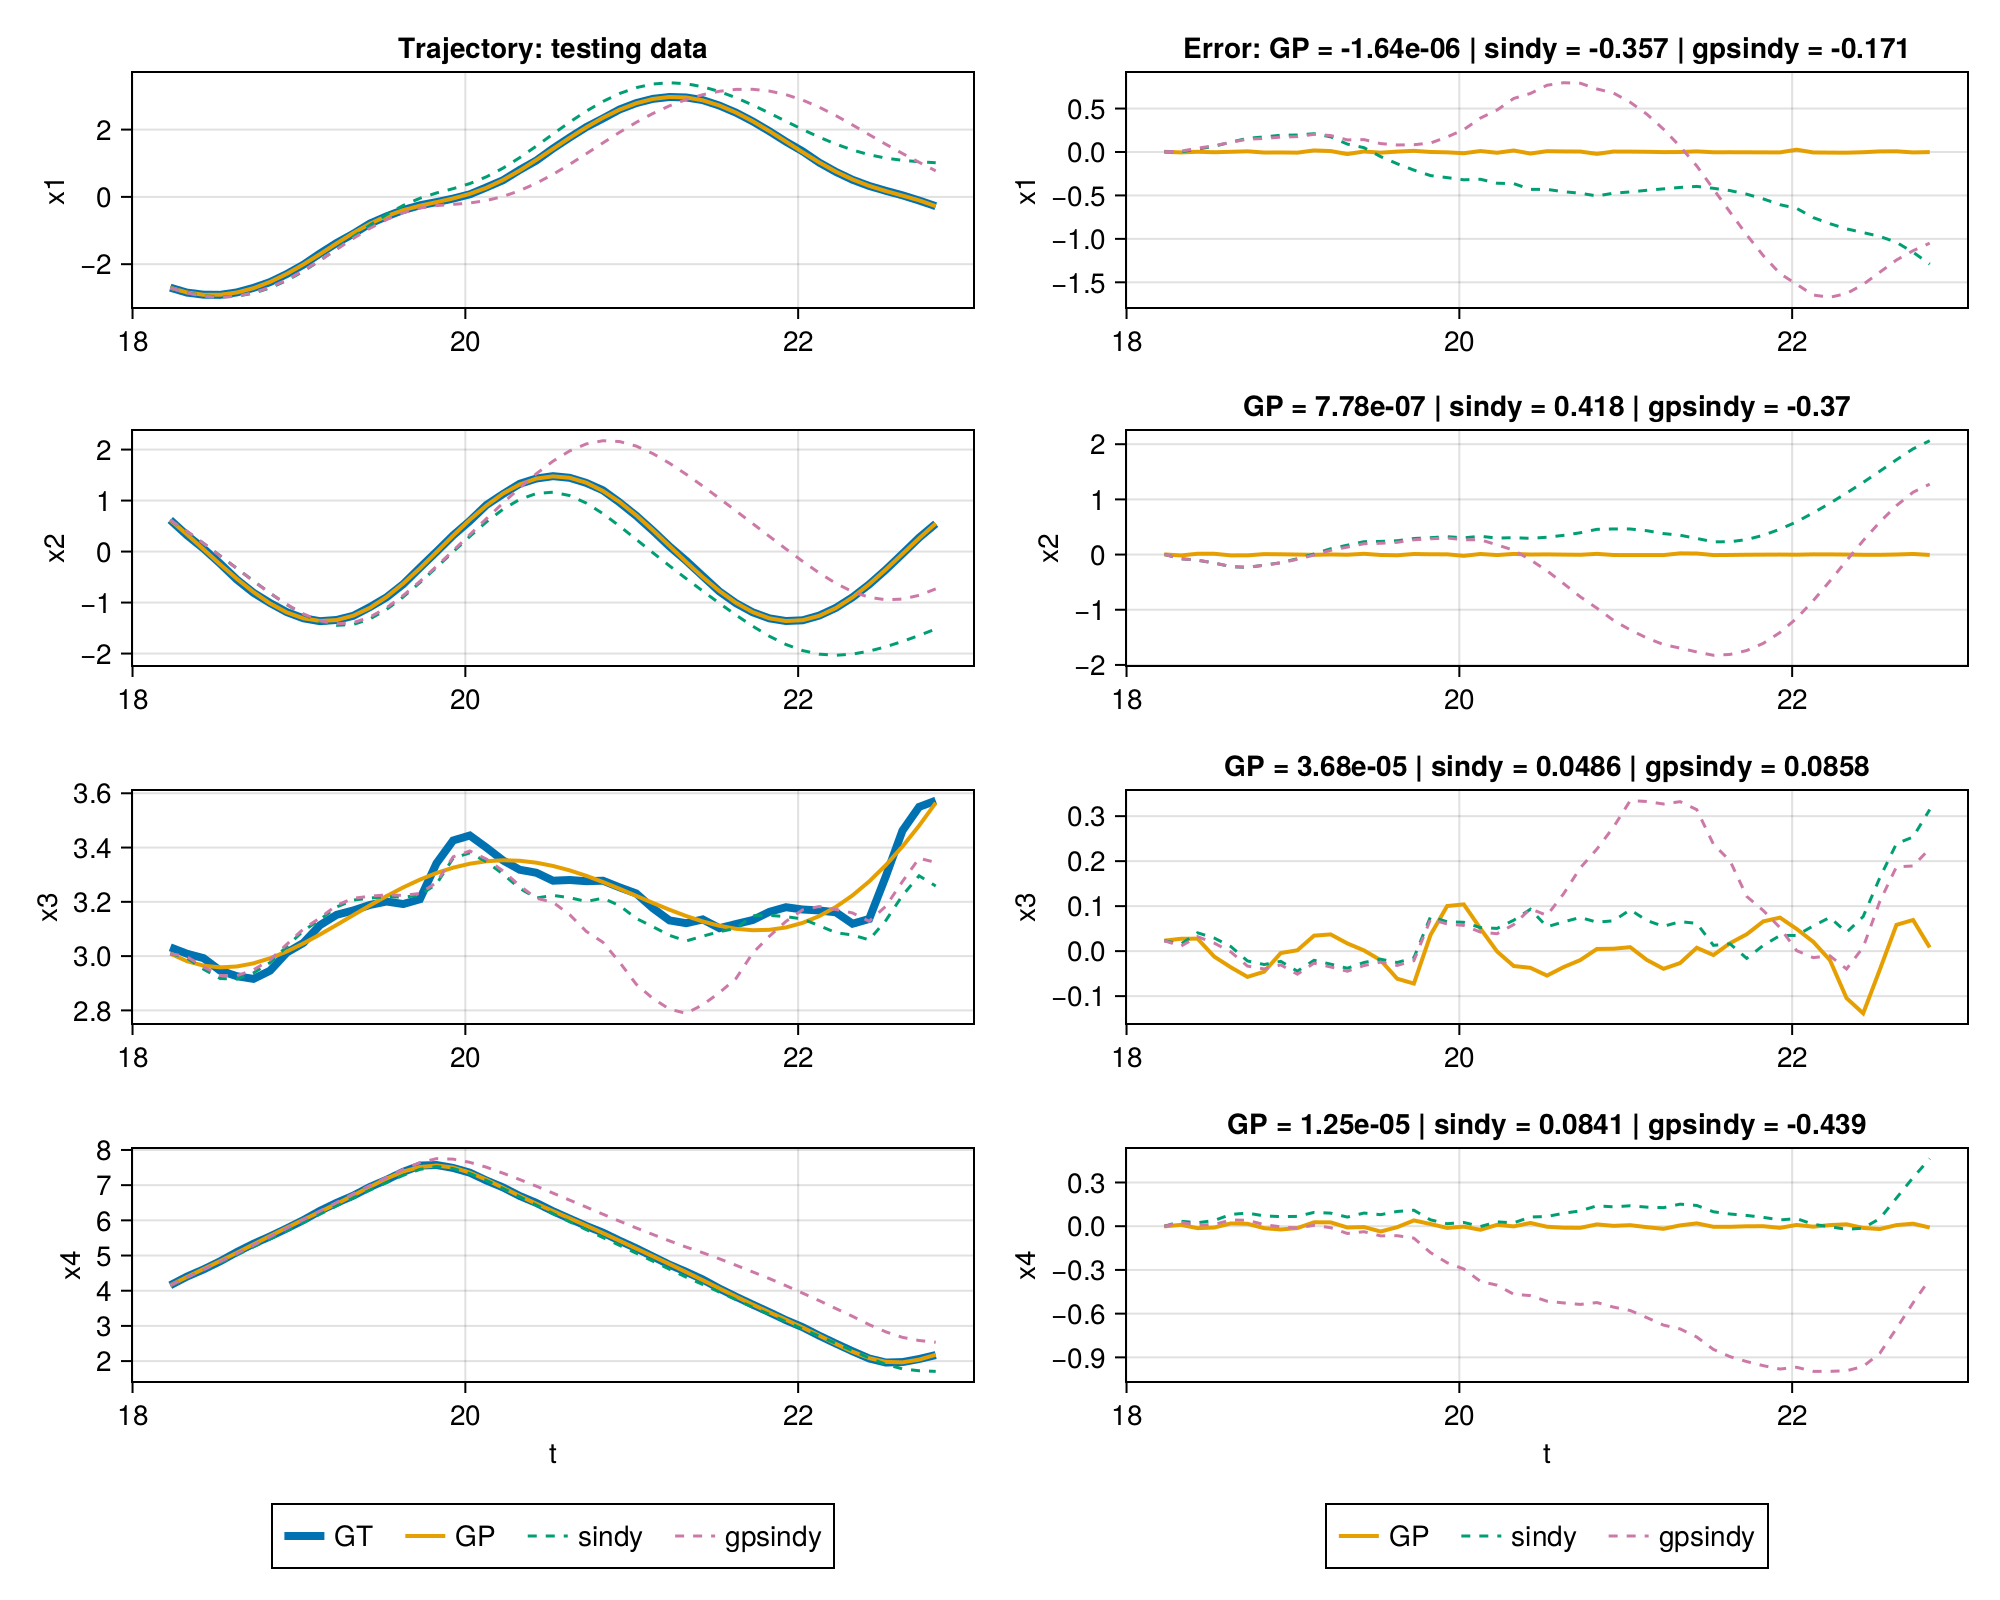 Trajectory: testing data
x1
2
0
−2
18 20 22
Error: GP = -1.64e-06 | sindy = -0.357 | gpsindy = -0.171
x1
0.5
0.0
−0.5
−1.0
−1.5
18 20 22
x2
2
1
0
−1
−2
18 20 22
GP = 7.78e-07 | sindy = 0.418 | gpsindy = -0.37
x2
2
1
0
−1
−2
18 20 22
x3
3.6
3.4
3.2
3.0
2.8
18 20 22
GP = 3.68e-05 | sindy = 0.0486 | gpsindy = 0.0858
x3
0.3
0.2
0.1
0.0
−0.1
18 20 22
x4
8
7
6
5
4
3
2
18 20 22
t
GP = 1.25e-05 | sindy = 0.0841 | gpsindy = -0.439
x4
0.3
0.0
−0.3
−0.6
−0.9
18 20 22
t
GT GP sindy gpsindy
GP sindy gpsindy